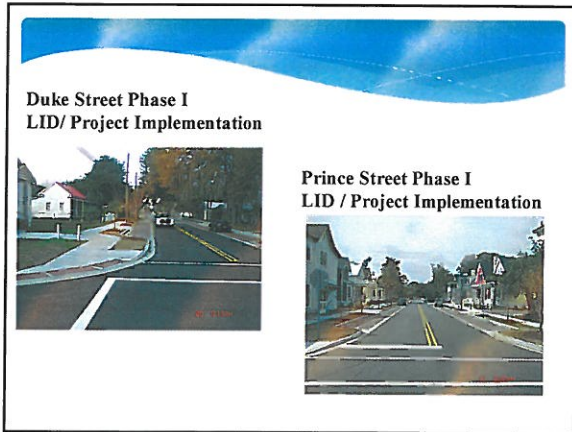 Duke Street Phase I
LID/ Project Implementation
Prince Street Phase I
LID / Project Implementation